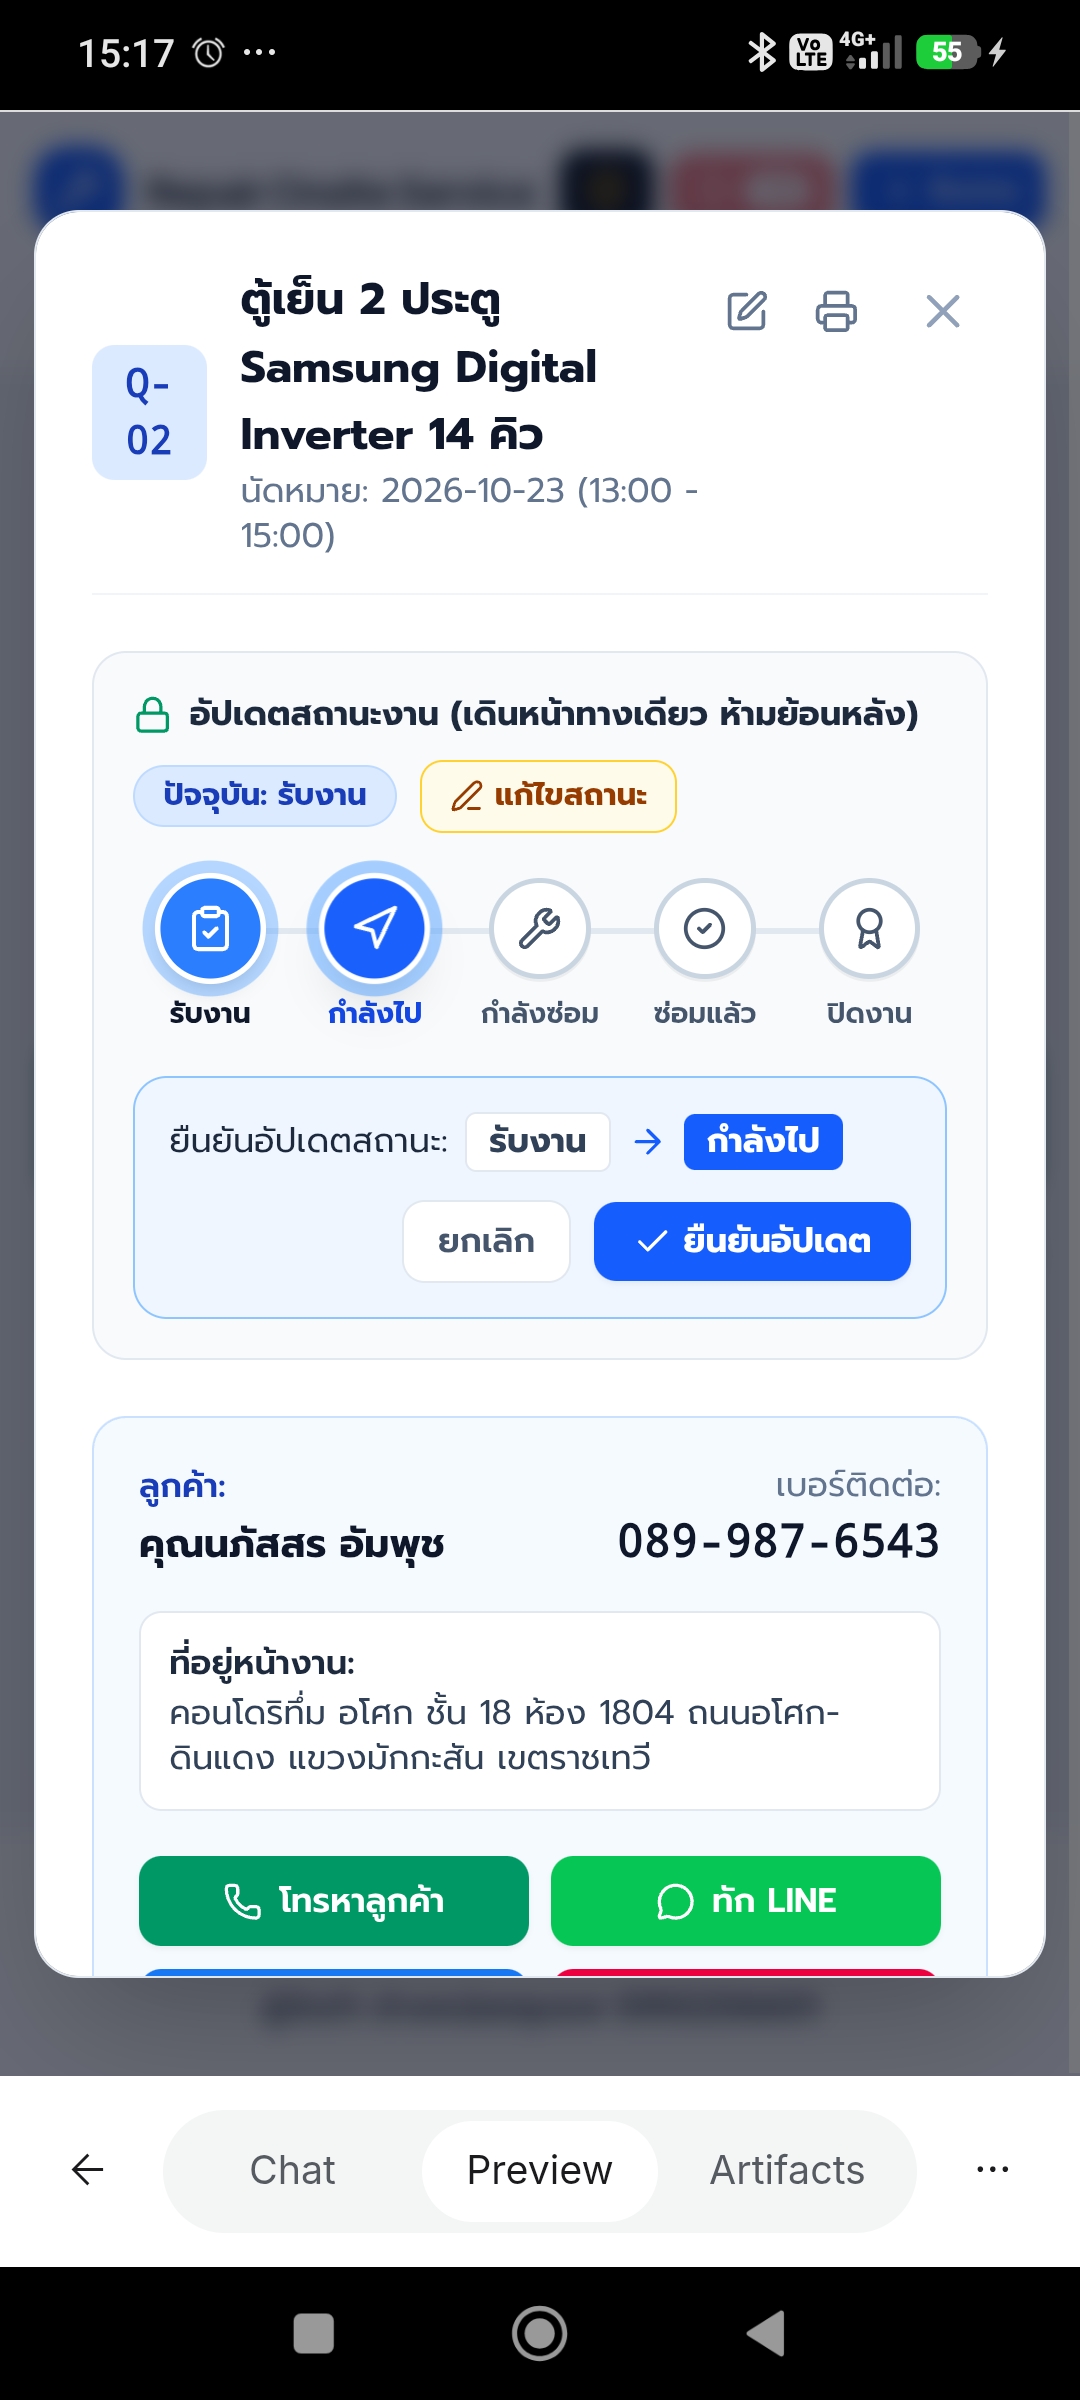 15:17
Vo LTE 4G+ 55
ตู้เย็น 2 ประตู
Samsung Digital
Inverter 14 คิว
Q-
02
นัดหมาย: 2026-10-23 (13:00 -
15:00)
อัปเดตสถานะงาน (เดินหน้าทางเดียว ห้ามย้อนหลัง)
ปัจจุบัน: รับงาน แก้ไขสถานะ
รับงาน กำลังไป กำลังซ่อม ซ่อมแล้ว ปิดงาน
ยืนยันอัปเดตสถานะ: รับงาน → กำลังไป
ยกเลิก ยืนยันอัปเดต
ลูกค้า: เบอร์ติดต่อ:
คุณนภัสสร อัมพุช 089-987-6543
ที่อยู่หน้างาน:
คอนโดริทึ่ม อโศก ชั้น 18 ห้อง 1804 ถนนอโศก-
ดินแดง แขวงมักกะสัน เขตราชเทวี
โทรหาลูกค้า ทัก LINE
Chat Preview Artifacts